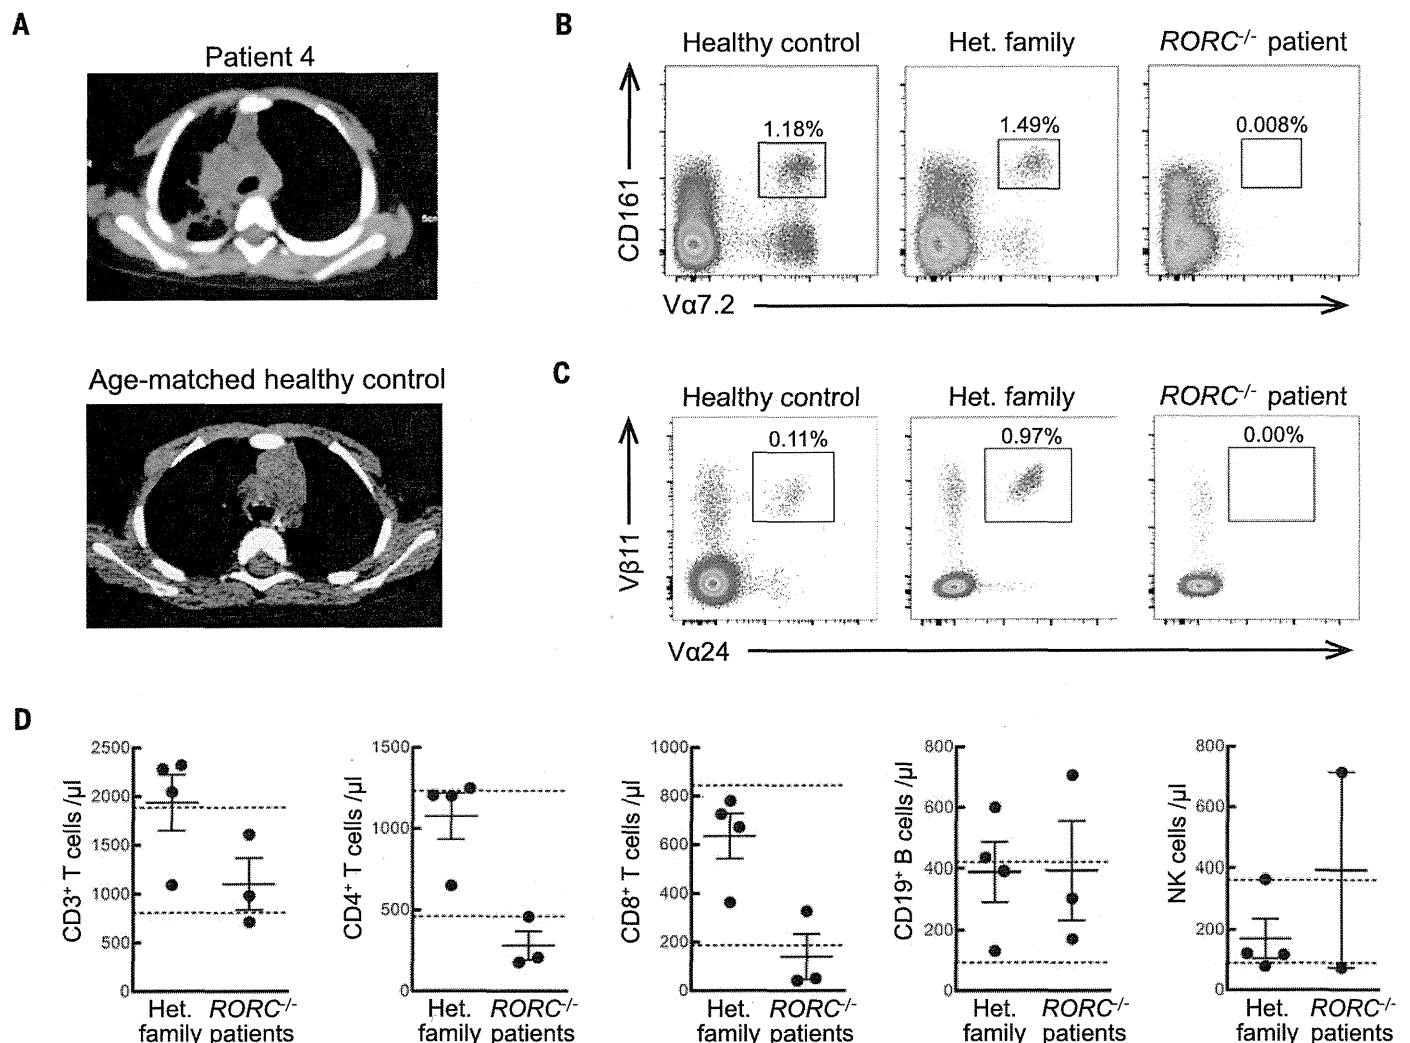 A
Patient 4
Age-matched healthy control
B
Healthy control
Het. family
RORC-/- patient
1.18%
1.49%
0.008%
CD161
Vα7.2
C
Healthy control
Het. family
RORC-/- patient
0.11%
0.97%
0.00%
Vβ11
Vα24
D
CD3+ T cells /µl
2500
2000
1500
1000
500
0
Het. family
RORC-/- patients
CD4+ T cells /µl
1500
1000
500
0
Het. family
RORC-/- patients
CD8+ T cells /µl
1000
800
600
400
200
0
Het. family
RORC-/- patients
CD19+ B cells /µl
800
600
400
200
0
Het. family
RORC-/- patients
NK cells /µl
800
600
400
200
0
Het. family
RORC-/- patients